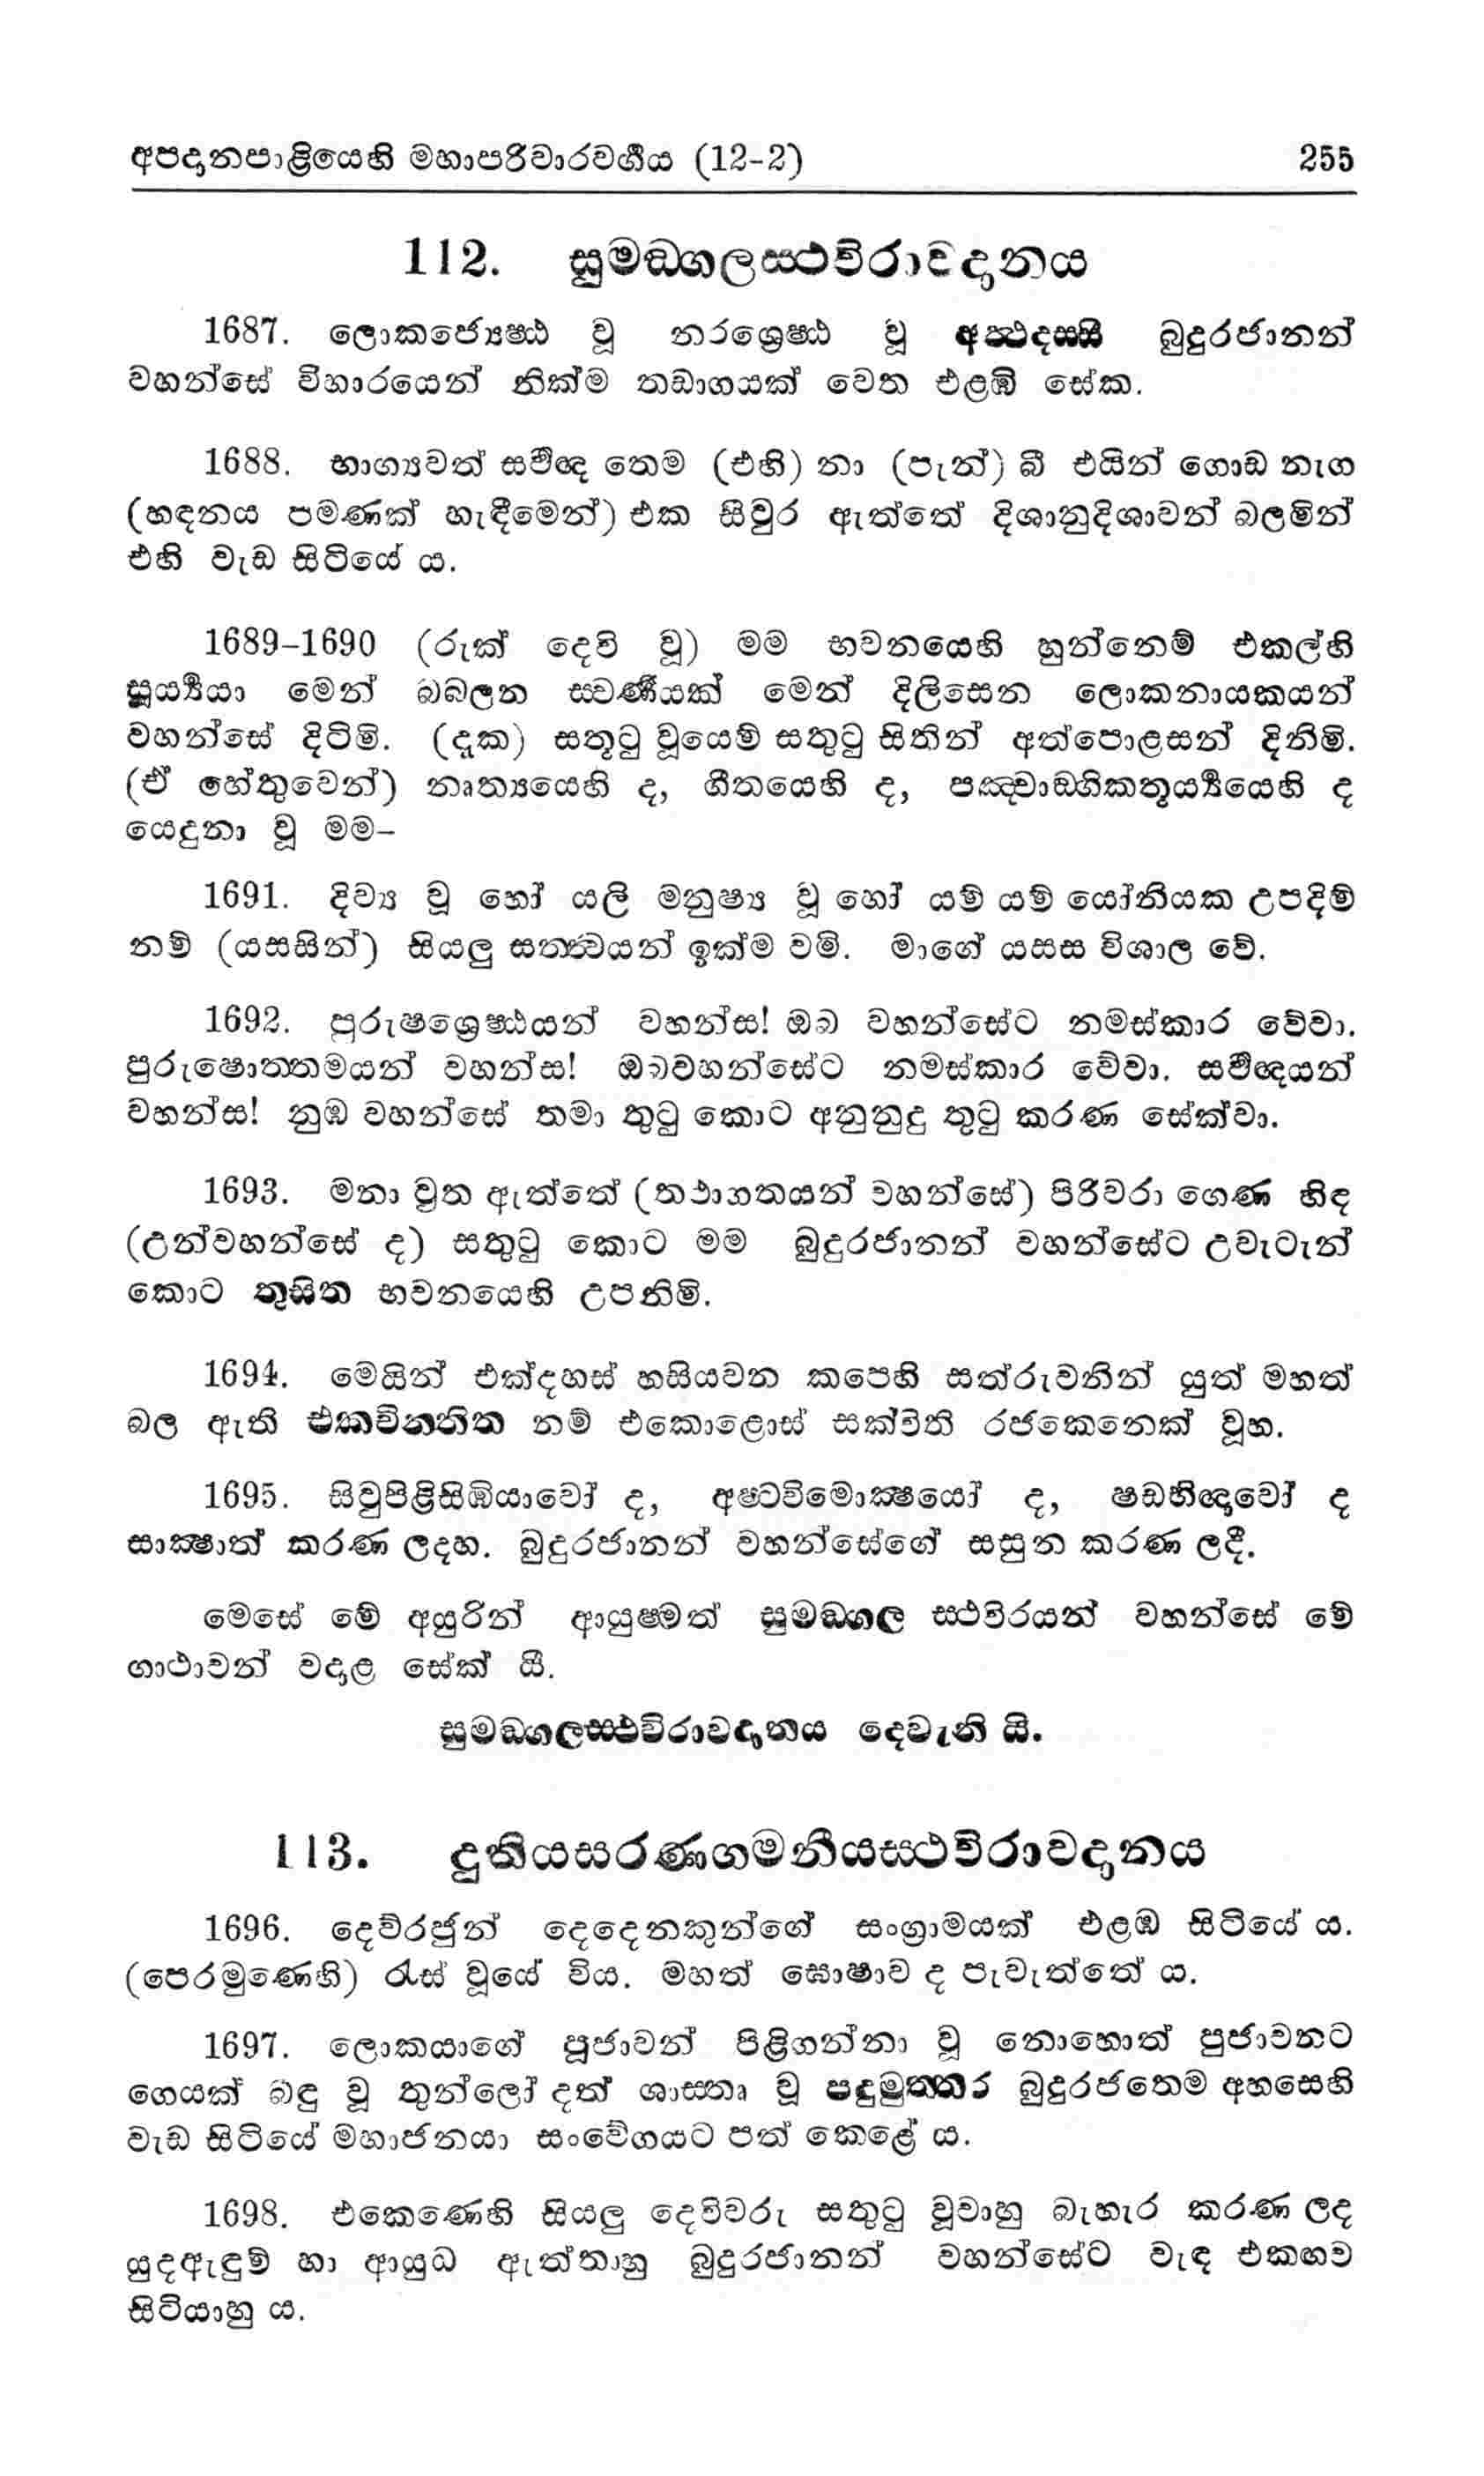 අපදානපාළියෙහි මහාපරිවාරවර්‍ගය (12-2) 255
112. සුමඞ්ගලස්ථවිරාවදානය
1687. ලොකජ්‍යෙෂ්ඨ වූ නරශ්‍රෙෂ්ඨ වූ අත්‍ථදස්සී බුදුරජානන්
වහන්සේ විහාරයෙන් නික්ම තඩාගයක් වෙත එළඹි සේක.
1688. භාග්‍යවත් සර්‍වඥ තෙම (එහි) නා (පැන්) බී එයින් ගොඩ නැග
(හඳනය පමණක් හැඳීමෙන්) එක සිවුර ඇත්තේ දිශානුදිශාවන් බලමින්
එහි වැඩ සිටියේ ය.
1689–1690 (රුක් දෙවි වූ) මම භවනයෙහි හුන්නෙම් එකල්හි
සූර්‍ය්‍යයා මෙන් බබලන ස්වර්‍ණයක් මෙන් දිලිසෙන ලොකනායකයන්
වහන්සේ දිටිමි. (දැක) සතුටු වූයෙම් සතුටු සිතින් අත්පොළසන් දිනිමි.
(ඒ හේතුවෙන්) නෘත්‍යයෙහි ද, ගීතයෙහි ද, පඤ්චාඞ්ගිකතූර්‍ය්‍යයෙහි ද
යෙදුනා වූ මම–
1691. දිව්‍ය වූ හෝ යලි මනුෂ්‍ය වූ හෝ යම් යම් යෝනියක උපදිම්
නම් (යසසින්) සියලු සත්ත්‍වයන් ඉක්ම වමි. මාගේ යසස විශාල වේ.
1692. පුරුෂශ්‍රෙෂ්ඨයන් වහන්ස! ඔබ වහන්සේට නමස්කාර වේවා.
පුරුෂොත්තමයන් වහන්ස! ඔබවහන්සේට නමස්කාර වේවා. සර්‍වඥයන්
වහන්ස! නුඹ වහන්සේ තමා තුටු කොට අනුනුදු තුටු කරණ සේක්වා.
1693. මනා ව්‍රත ඇත්තේ (තථාගතයන් වහන්සේ) පිරිවරා ගෙණ හිඳ
(උන්වහන්සේ ද) සතුටු කොට මම බුදුරජානන් වහන්සේට උවැටැන්
කොට තුසිත භවනයෙහි උපනිමි.
1694. මෙයින් එක්දහස් හසියවන කපෙහි සත්රුවනින් යුත් මහත්
බල ඇති ඵකචින්තිත නම් එකොළොස් සක්විති රජකෙනෙක් වූහ.
1695. සිවුපිළිසිඹියාවෝ ද, අෂ්ටවිමොක්‍ෂයෝ ද, ෂඩභිඥාවෝ ද
සාක්‍ෂාත් කරණ ලදහ. බුදුරජානන් වහන්සේගේ සසුන කරණ ලදී.
මෙසේ මේ අයුරින් ආයුෂ්මත් සුමඞ්ගල ස්ථවිරයන් වහන්සේ මේ
ගාථාවන් වදාළ සේක් යි.
සුමඞ්ගලස්ථවිරාවදානය දෙවැනි යි.
113. දුතියසරණගමනීයස්ථවිරාවදානය
1696. දෙව්රජුන් දෙදෙනකුන්ගේ සංග්‍රාමයක් එළඹ සිටියේ ය.
(පෙරමුණෙහි) රැස් වූයේ විය. මහත් ඝොෂාව ද පැවැත්තේ ය.
1697. ලොකයාගේ පූජාවන් පිළිගන්නා වූ නොහොත් පුජාවනට
ගෙයක් බඳු වූ තුන්ලෝ දත් ශාස්තෘ වූ පදුමුත්තර බුදුරජතෙම අහසෙහි
වැඩ සිටියේ මහාජනයා සංවේගයට පත් කෙළේ ය.
1698. එකෙණෙහි සියලු දෙවිවරු සතුටු වූවාහු බැහැර කරණ ලද
යුදඇඳුම් හා ආයුධ ඇත්තාහු බුදුරජානන් වහන්සේට වැඳ එකඟව
සිටියාහු ය.